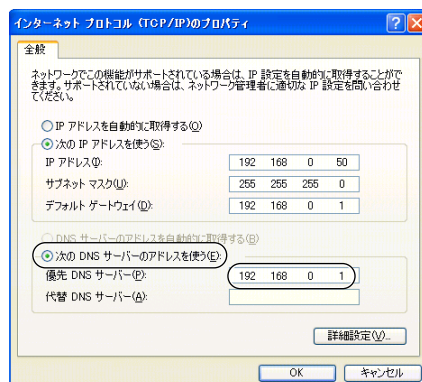 インターネット プロトコル (TCP/IP)のプロパティ
全般
ネットワークでこの機能がサポートされている場合は、IP 設定を自動的に取得することがで
きます。サポートされていない場合は、ネットワーク管理者に適切な IP 設定を問い合わせ
てください。
IP アドレスを自動的に取得する(O)
次の IP アドレスを使う(S):
IP アドレス(I): 192 168 0 50
サブネット マスク(U): 255 255 255 0
デフォルト ゲートウェイ(D): 192 168 0 1
DNS サーバーのアドレスを自動的に取得する(B)
次の DNS サーバーのアドレスを使う(E):
優先 DNS サーバー(P): 192 168 0 1
代替 DNS サーバー(A):
詳細設定(V)...
OK キャンセル